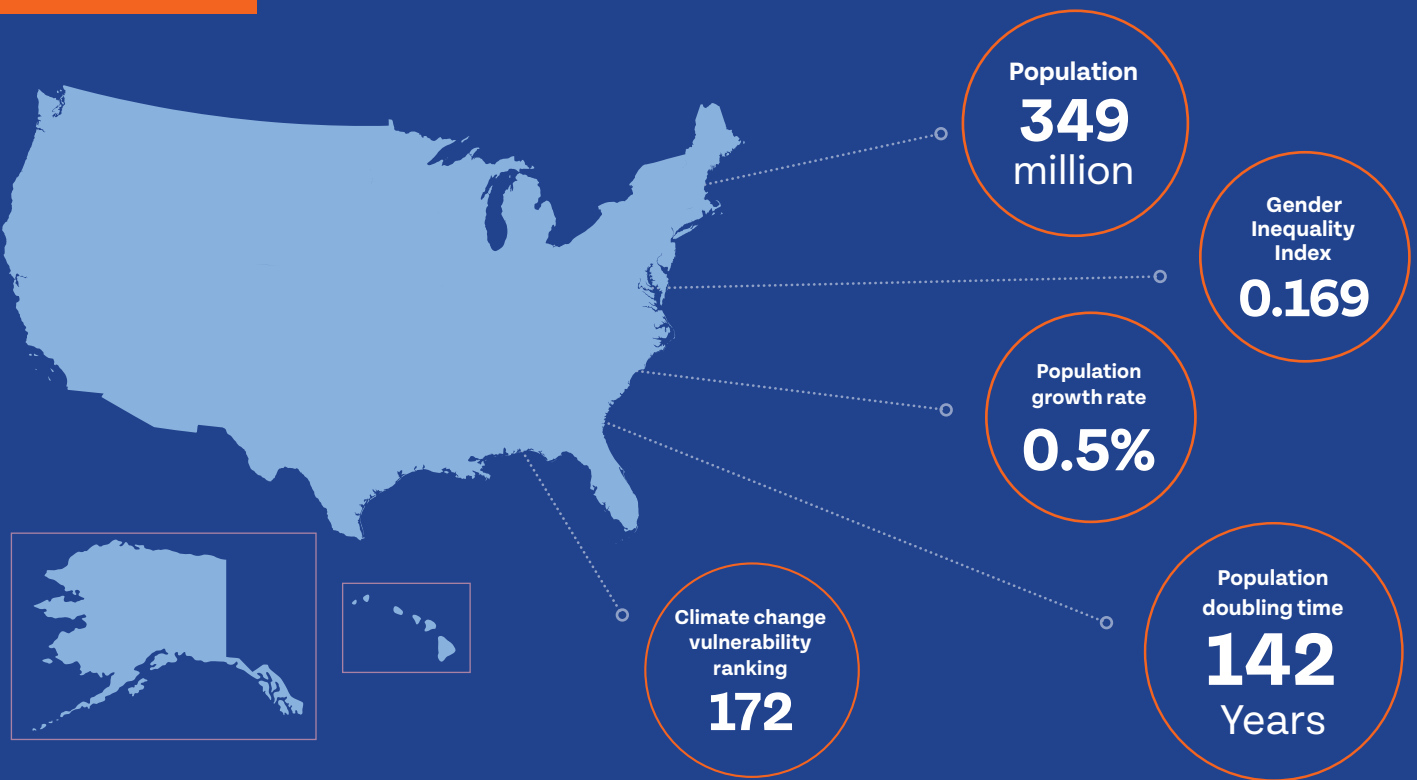 Population
349
million
Gender
Inequality
Index
0.169
Population
growth rate
0.5%
Population
doubling time
142
Years
Climate change
vulnerability
ranking
172